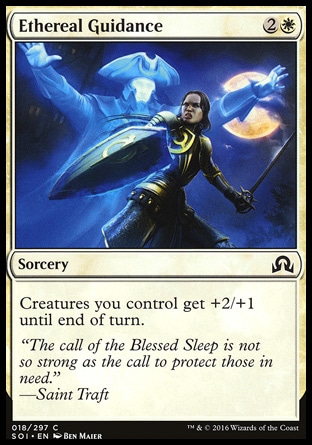 Ethereal Guidance 2
Sorcery
Creatures you control get +2/+1
until end of turn.
“The call of the Blessed Sleep is not
so strong as the call to protect those in
need.”
—Saint Traft
018/297 C
SOI • EN Ben Maier
™ & © 2016 Wizards of the Coast